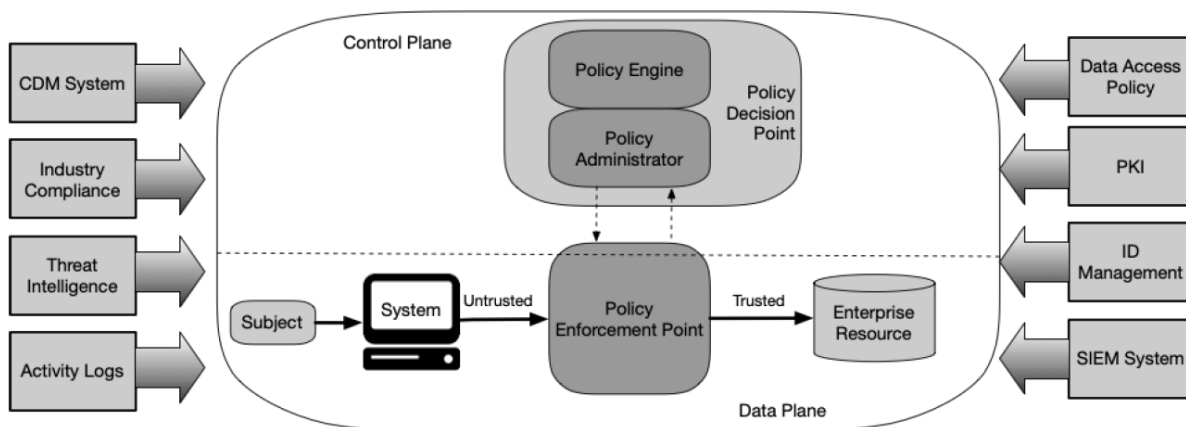 Control Plane
Policy Engine
Policy
Administrator
Policy
Decision
Point
CDM System
Industry
Compliance
Threat
Intelligence
Activity Logs
Subject
System
Untrusted
Policy
Enforcement Point
Trusted
Enterprise
Resource
Data Plane
Data Access
Policy
PKI
ID
Management
SIEM System